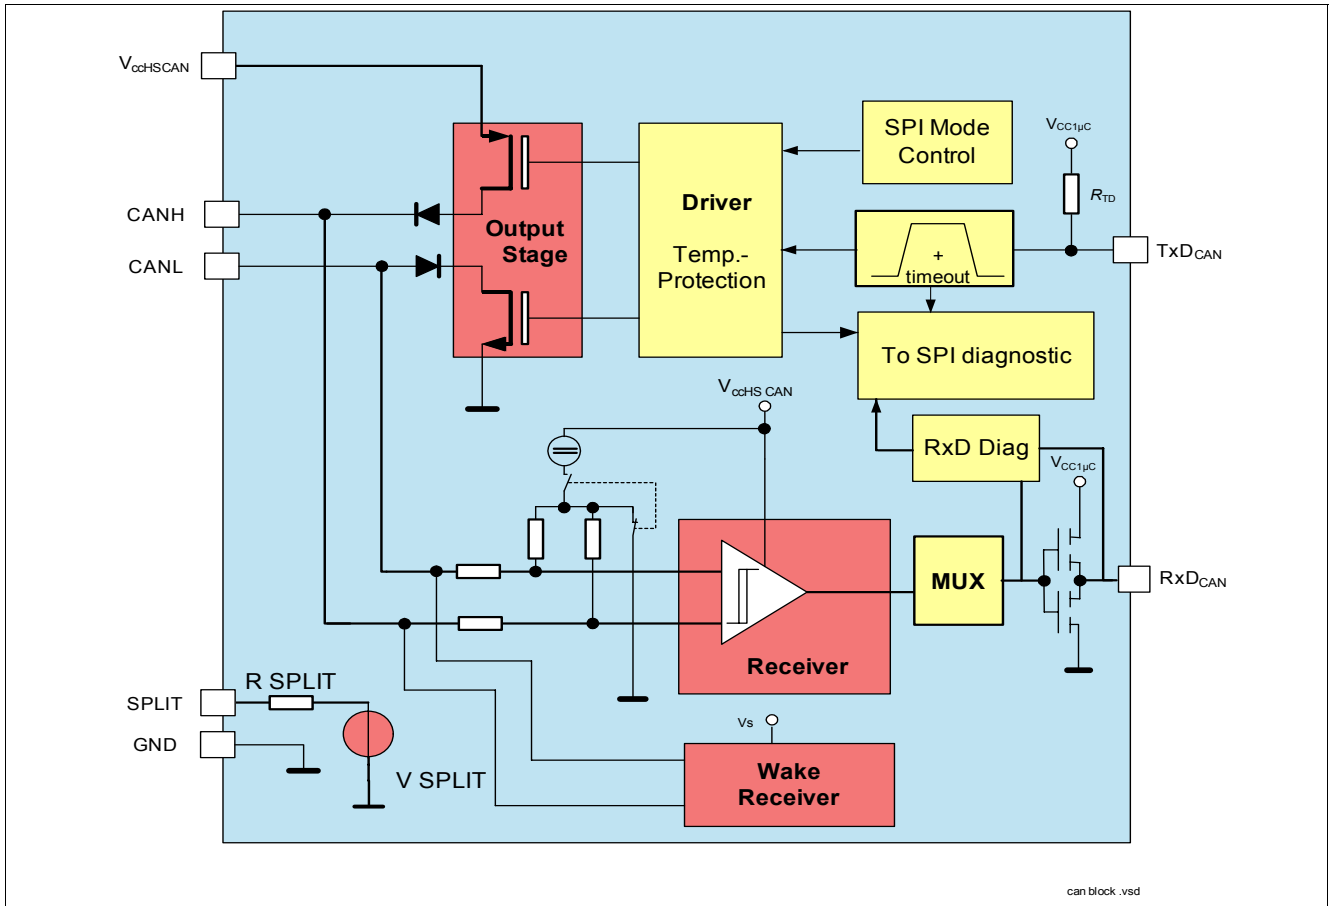 VccHSCAN
SPI Mode
Control
VCC1µC
RTD
CANH
CANL
Output
Stage
Driver
Temp.-
Protection
+
timeout
TxDCAN
To SPI diagnostic
VccHS CAN
RxD Diag
VCC1µC
MUX
RxDCAN
Receiver
R SPLIT
SPLIT
GND
V SPLIT
Vs
Wake
Receiver
can block .vsd